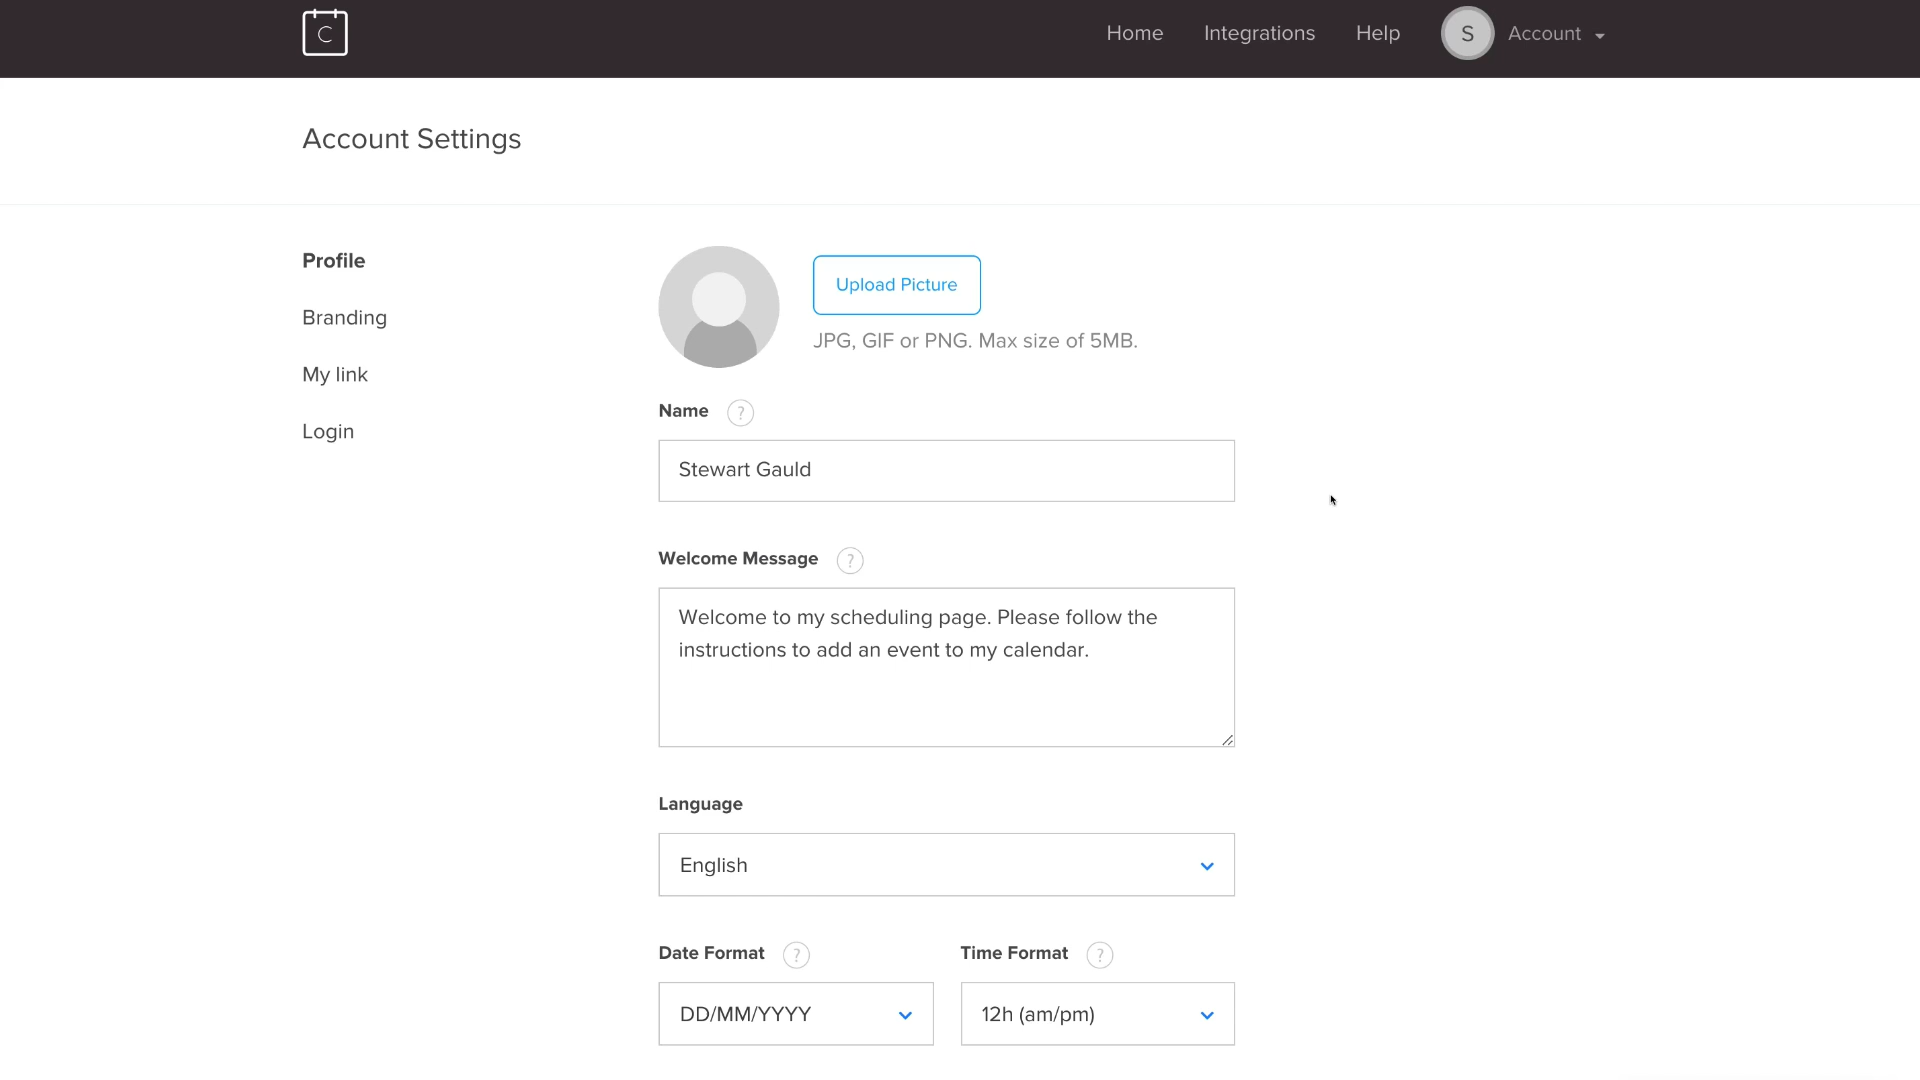 C
Home
Integrations
Help
S
Account
Account Settings
Profile
Branding
My link
Login
Upload Picture
JPG, GIF or PNG. Max size of 5MB.
Name ?
Stewart Gauld
Welcome Message ?
Welcome to my scheduling page. Please follow the
instructions to add an event to my calendar.
Language
English
Date Format ?
Time Format ?
DD/MM/YYYY
12h (am/pm)